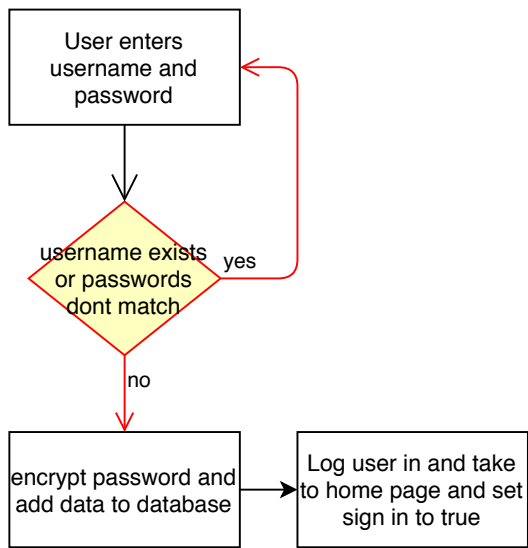 User enters
username and
password
username exists
or passwords
dont match
yes
no
encrypt password and
add data to database
Log user in and take
to home page and set
sign in to true